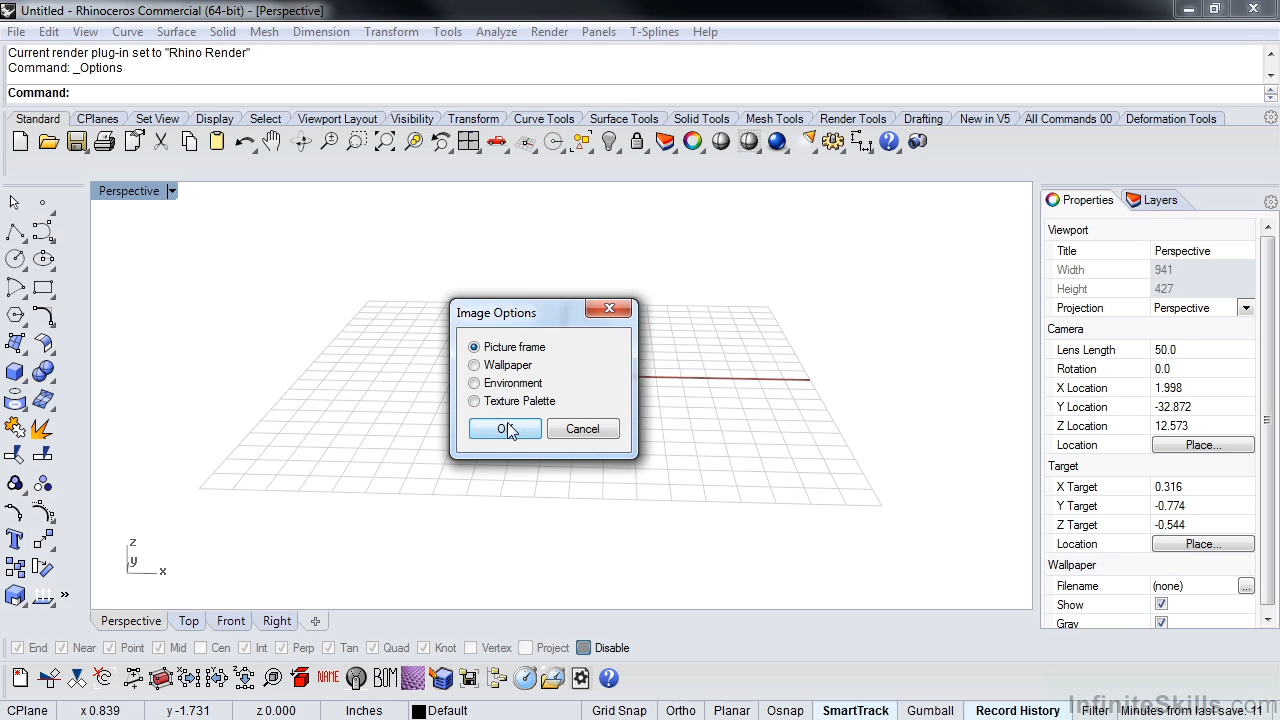 Untitled - Rhinoceros Commercial (64-bit) - [Perspective]
File Edit View Curve Surface Solid Mesh Dimension Transform Tools Analyze Render Panels T-Splines Help
Current render plug-in set to "Rhino Render"
Command: _Options
Command:
Standard CPlanes Set View Display Select Viewport Layout Visibility Transform Curve Tools Surface Tools Solid Tools Mesh Tools Render Tools Drafting New in V5 All Commands 00 Deformation Tools
Perspective
Properties Layers
Viewport
Title Perspective
Width 941
Height 427
Projection Perspective
Camera
Lens Length 50.0
Rotation 0.0
X Location 1.998
Y Location -32.872
Z Location 12.573
Location Place...
Target
X Target 0.316
Y Target -0.774
Z Target -0.544
Location Place...
Wallpaper
Filename (none) ...
Show
Gray
Image Options
Picture frame
Wallpaper
Environment
Texture Palette
Cancel
z
y
x
Perspective Top Front Right
End Near Point Mid Cen Int Perp Tan Quad Knot Vertex Project Disable
NAME BOM
CPlane x 0.839 y -1.731 z 0.000 Inches Default Grid Snap Ortho Planar Osnap SmartTrack Gumball Record History Filter Minutes from last save: 11
InfiniteSkills.com